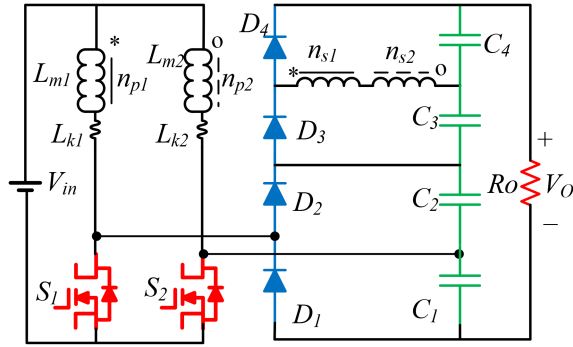 D4
* o Lm2 ns1 ns2 C4
Lm1 np1 np2 * o
Lk1 Lk2 D3 C3
+
Vin D2 C2 Ro VO
−
S1 S2 D1 C1